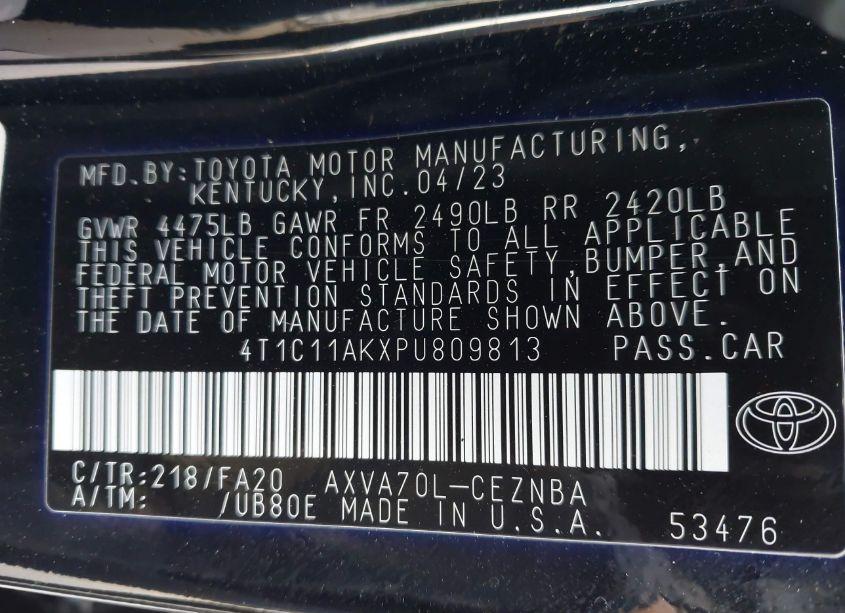 MFD.BY:TOYOTA MOTOR MANUFACTURING,
KENTUCKY,INC.04/23
GVWR 4475LB GAWR FR 2490LB RR 2420LB
THIS VEHICLE CONFORMS TO ALL APPLICABLE
FEDERAL MOTOR VEHICLE SAFETY,BUMPER,AND
THEFT PREVENTION STANDARDS IN EFFECT ON
THE DATE OF MANUFACTURE SHOWN ABOVE.
4T1C11AKXPU809813 PASS.CAR
C/TR:218/FA20 AXVA70L-CEZNBA
A/TM: /UB80E MADE IN U.S.A. 53476